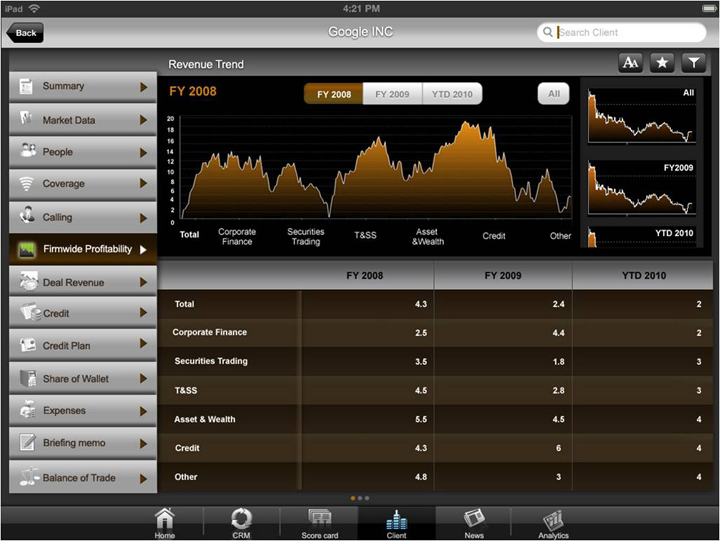 iPad 4:21 PM
Back Google INC Search Client
Revenue Trend AA
Summary
Market Data
People
Coverage
Calling
Firmwide Profitability
Deal Revenue
Credit
Credit Plan
Share of Wallet
Expenses
Briefing memo
Balance of Trade
FY 2008 FY 2008 FY 2009 YTD 2010 All
20
18
16
14
12
10
8
6
4
2
0
Total Corporate Finance Securities Trading T&SS Asset &Wealth Credit Other
All
FY2009
YTD 2010
FY 2008 FY 2009 YTD 2010
Total 4.3 2.4 2
Corporate Finance 2.5 4.4 2
Securities Trading 3.5 1.8 3
T&SS 4.5 2.8 3
Asset & Wealth 5.5 4.5 4
Credit 4.3 6 4
Other 4.8 3 4
Home CRM Score card Client News Analytics